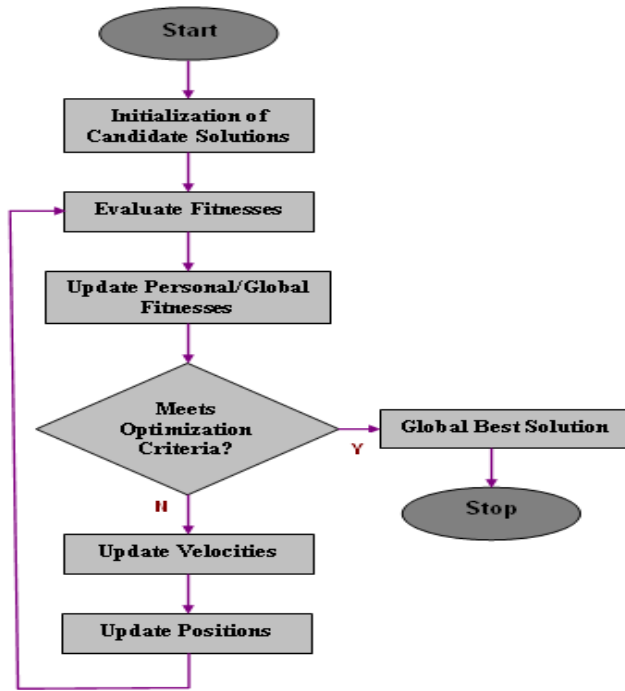 Start
Initialization of
Candidate Solutions
Evaluate Fitnesses
Update Personal/Global
Fitnesses
Meets
Optimization
Criteria?
Y
Global Best Solution
Stop
N
Update Velocities
Update Positions